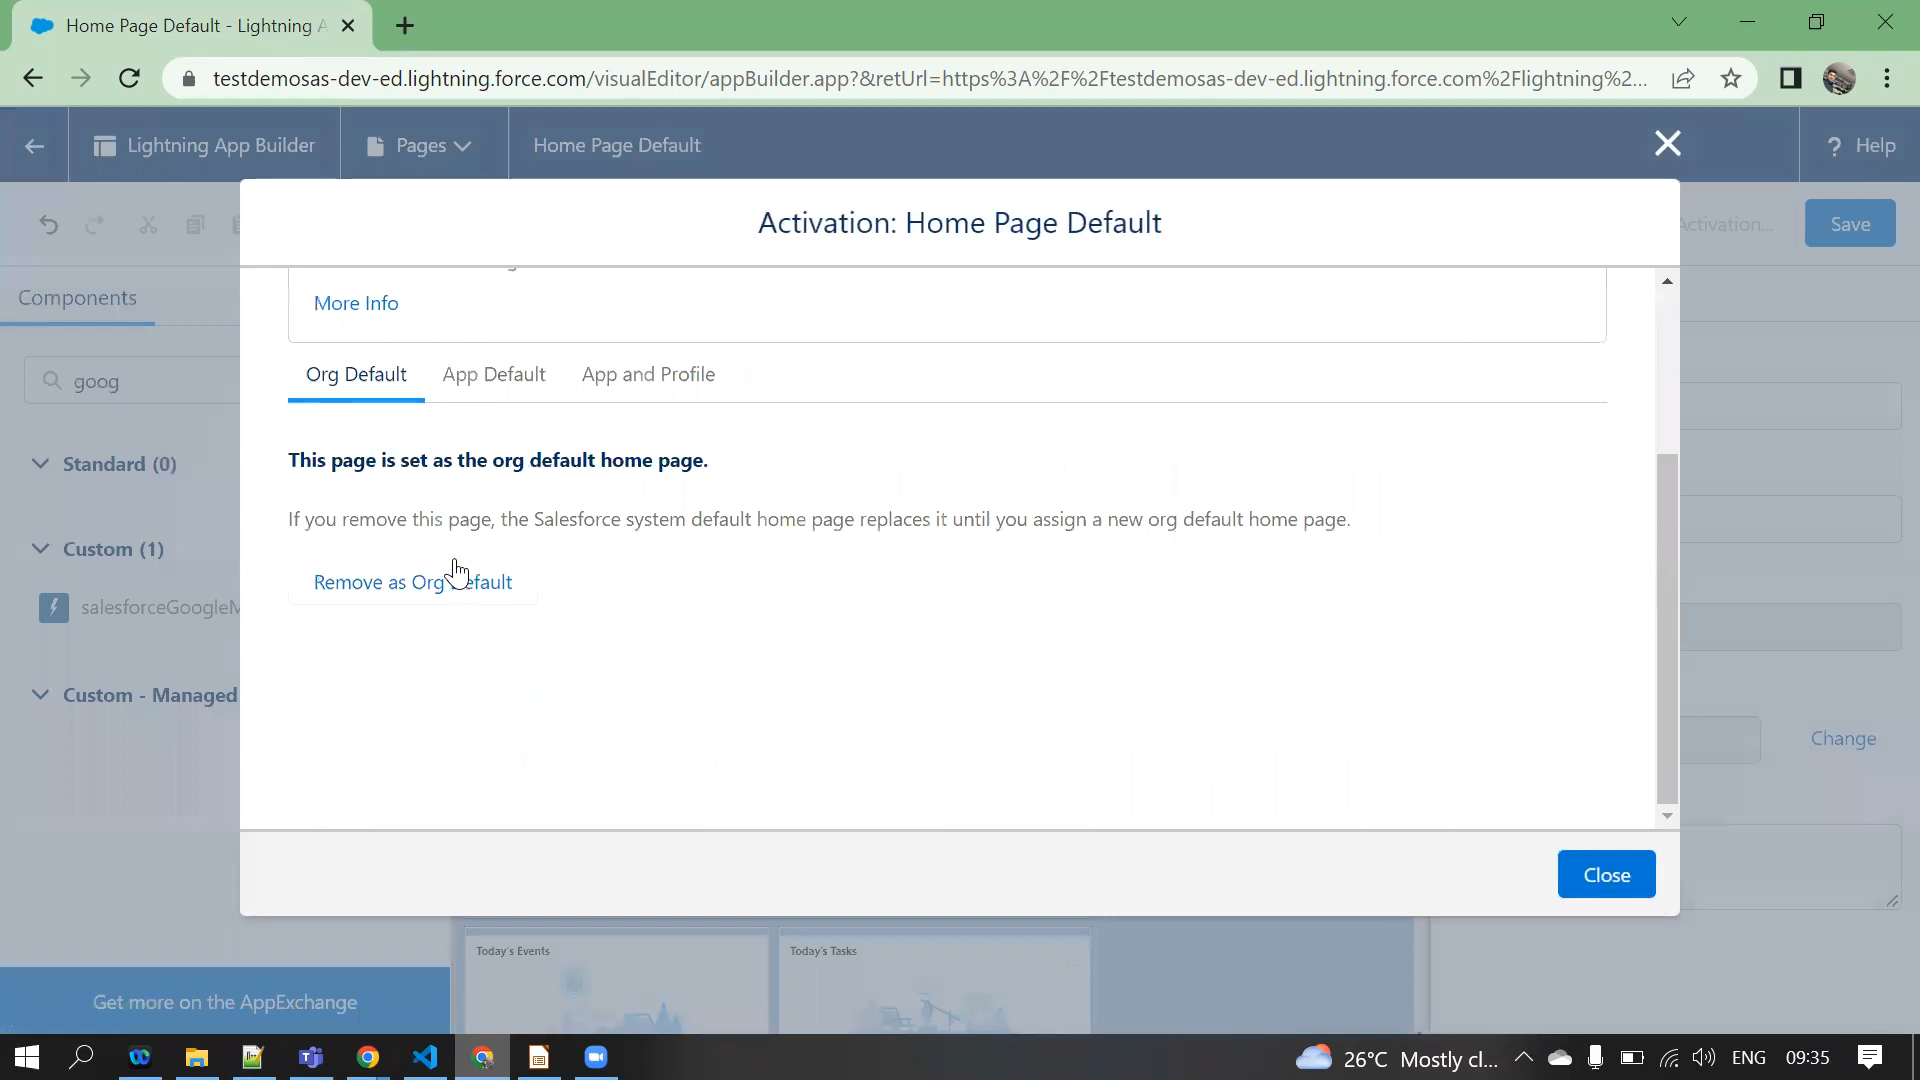 Home Page Default - Lightning A
testdemosas-dev-ed.lightning.force.com/visualEditor/appBuilder.app?&retUrl=https%3A%2F%2Ftestdemosas-dev-ed.lightning.force.com%2Flightning%2...
Lightning App Builder
Pages
Home Page Default
? Help
Activation: Home Page Default
Activation...
Save
Components
More Info
goog
Org Default
App Default
App and Profile
Standard (0)
This page is set as the org default home page.
If you remove this page, the Salesforce system default home page replaces it until you assign a new org default home page.
Custom (1)
Remove as Org Default
salesforceGoogleM
Custom - Managed
Change
Close
Today's Events
Today's Tasks
Get more on the AppExchange
26°C Mostly cl...
ENG
09:35